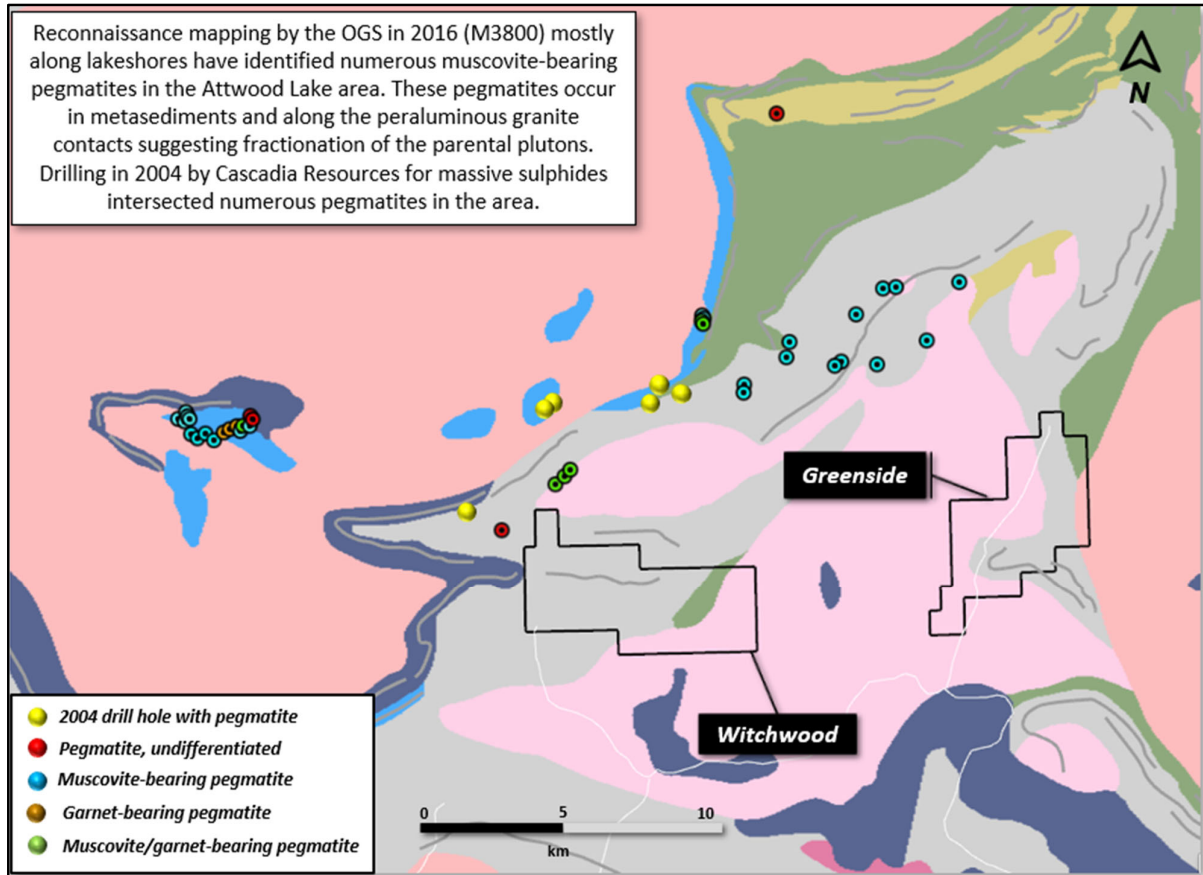 Reconnaissance mapping by the OGS in 2016 (M3800) mostly
along lakeshores have identified numerous muscovite-bearing
pegmatites in the Attwood Lake area. These pegmatites occur
in metasediments and along the peraluminous granite
contacts suggesting fractionation of the parental plutons.
Drilling in 2004 by Cascadia Resources for massive sulphides
intersected numerous pegmatites in the area.
N
Greenside
Witchwood
2004 drill hole with pegmatite
Pegmatite, undifferentiated
Muscovite-bearing pegmatite
Garnet-bearing pegmatite
Muscovite/garnet-bearing pegmatite
0 5 10
km